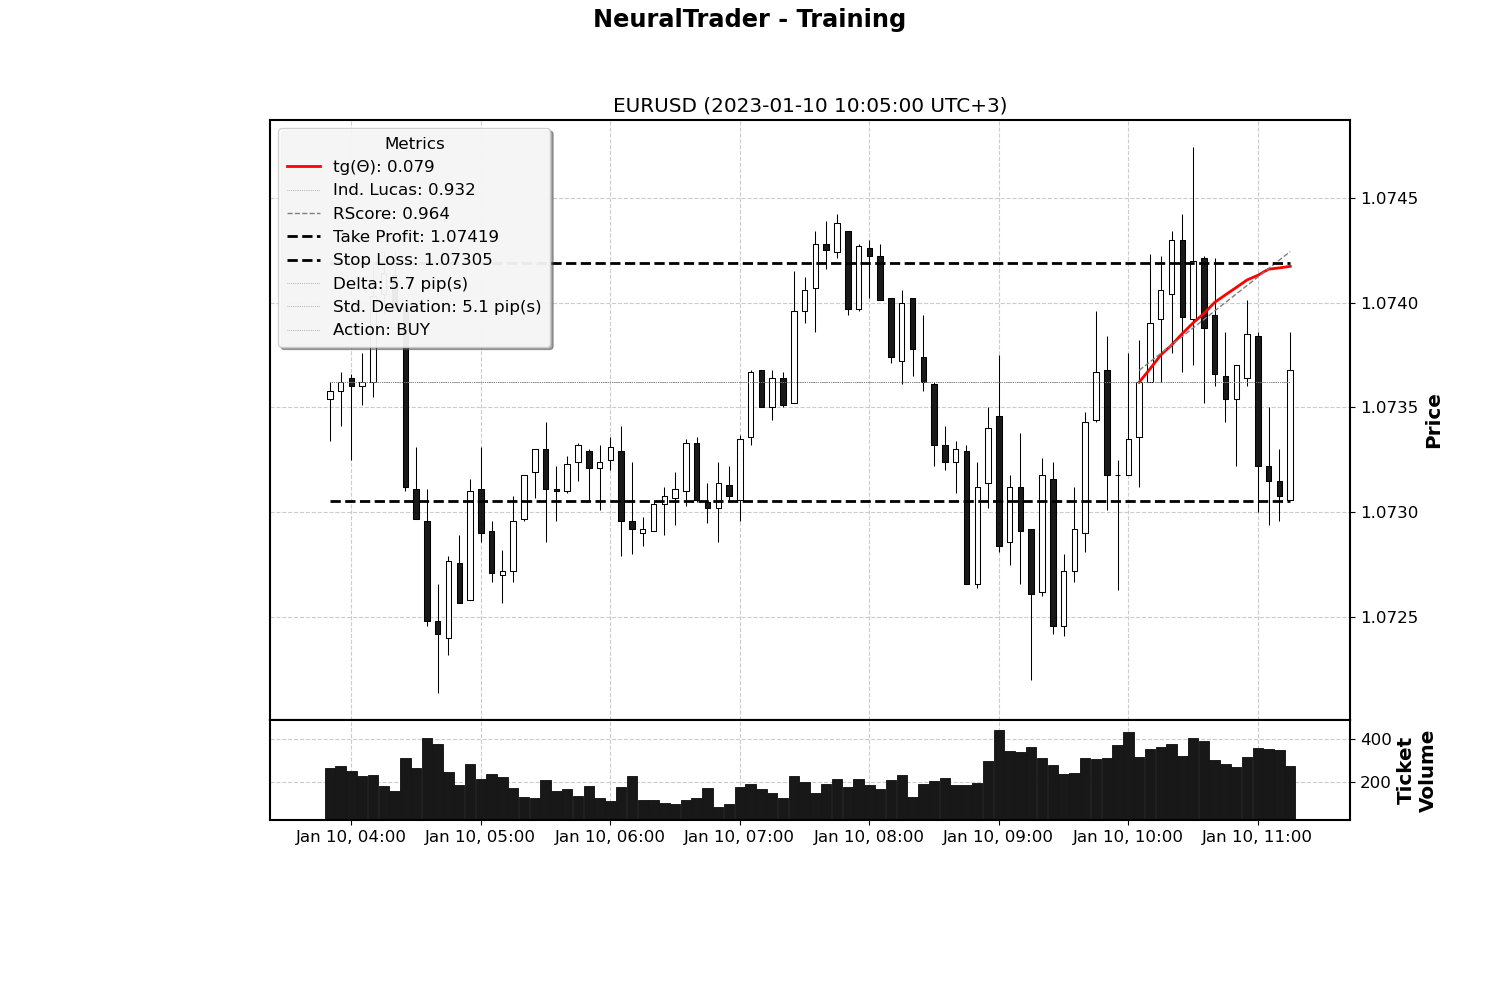 NeuralTrader - Training
EURUSD (2023-01-10 10:05:00 UTC+3)
Metrics
tg(Θ): 0.079
Ind. Lucas: 0.932
RScore: 0.964
Take Profit: 1.07419
Stop Loss: 1.07305
Delta: 5.7 pip(s)
Std. Deviation: 5.1 pip(s)
Action: BUY
1.0745
1.0740
1.0735
1.0730
1.0725
Price
400
200
Ticket
Volume
Jan 10, 04:00
Jan 10, 05:00
Jan 10, 06:00
Jan 10, 07:00
Jan 10, 08:00
Jan 10, 09:00
Jan 10, 10:00
Jan 10, 11:00